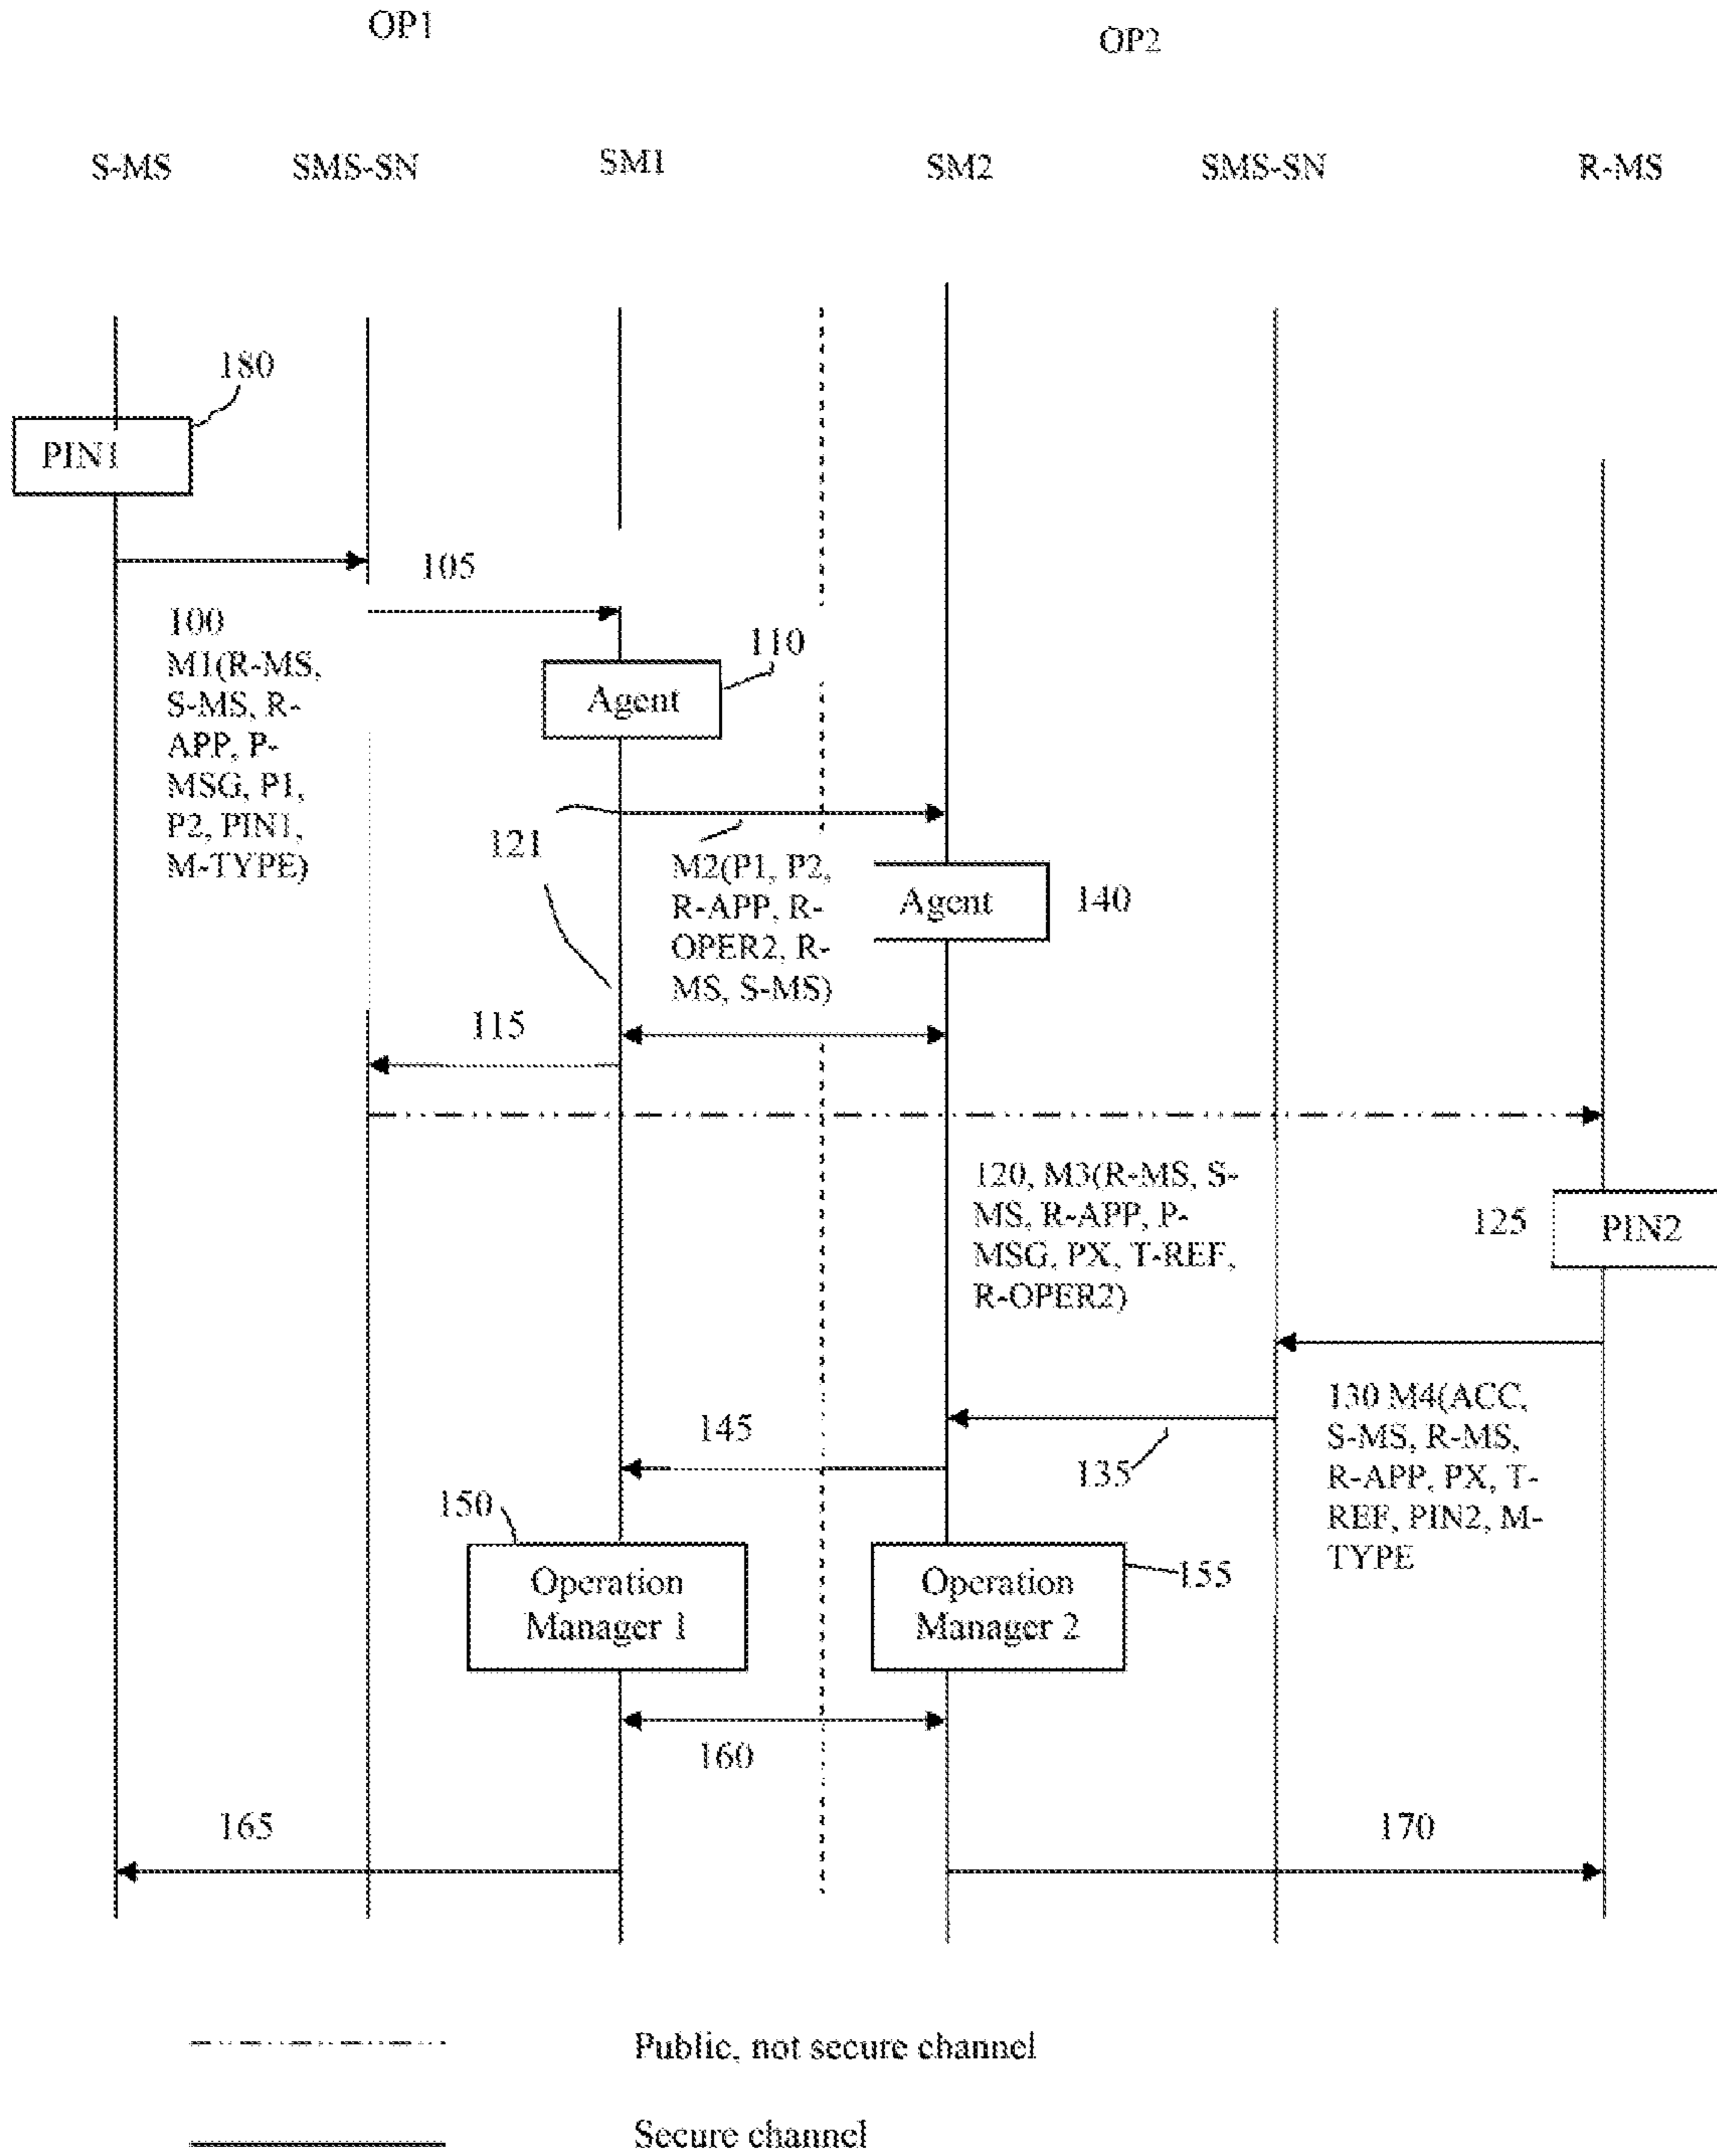 OP1
OP2
S-MS
SMS-SN
SM1
SM2
SMS-SN
R-MS
180
PIN1
105
100
M1(R-MS,
S-MS, R-
APP, P-
MSG, P1,
P2, PIN1,
M-TYPE)
110
Agent
121
M2(P1, P2,
R-APP, R-
OPER2, R-
MS, S-MS)
Agent
140
115
120, M3(R-MS, S-
MS, R-APP, P-
MSG, PX, T-REF,
R-OPER2)
125
PIN2
130 M4(ACC,
S-MS, R-MS,
R-APP, PX, T-
REF, PIN2, M-
TYPE
135
145
150
Operation
Manager 1
Operation
Manager 2
155
160
165
170
Public, not secure channel
Secure channel